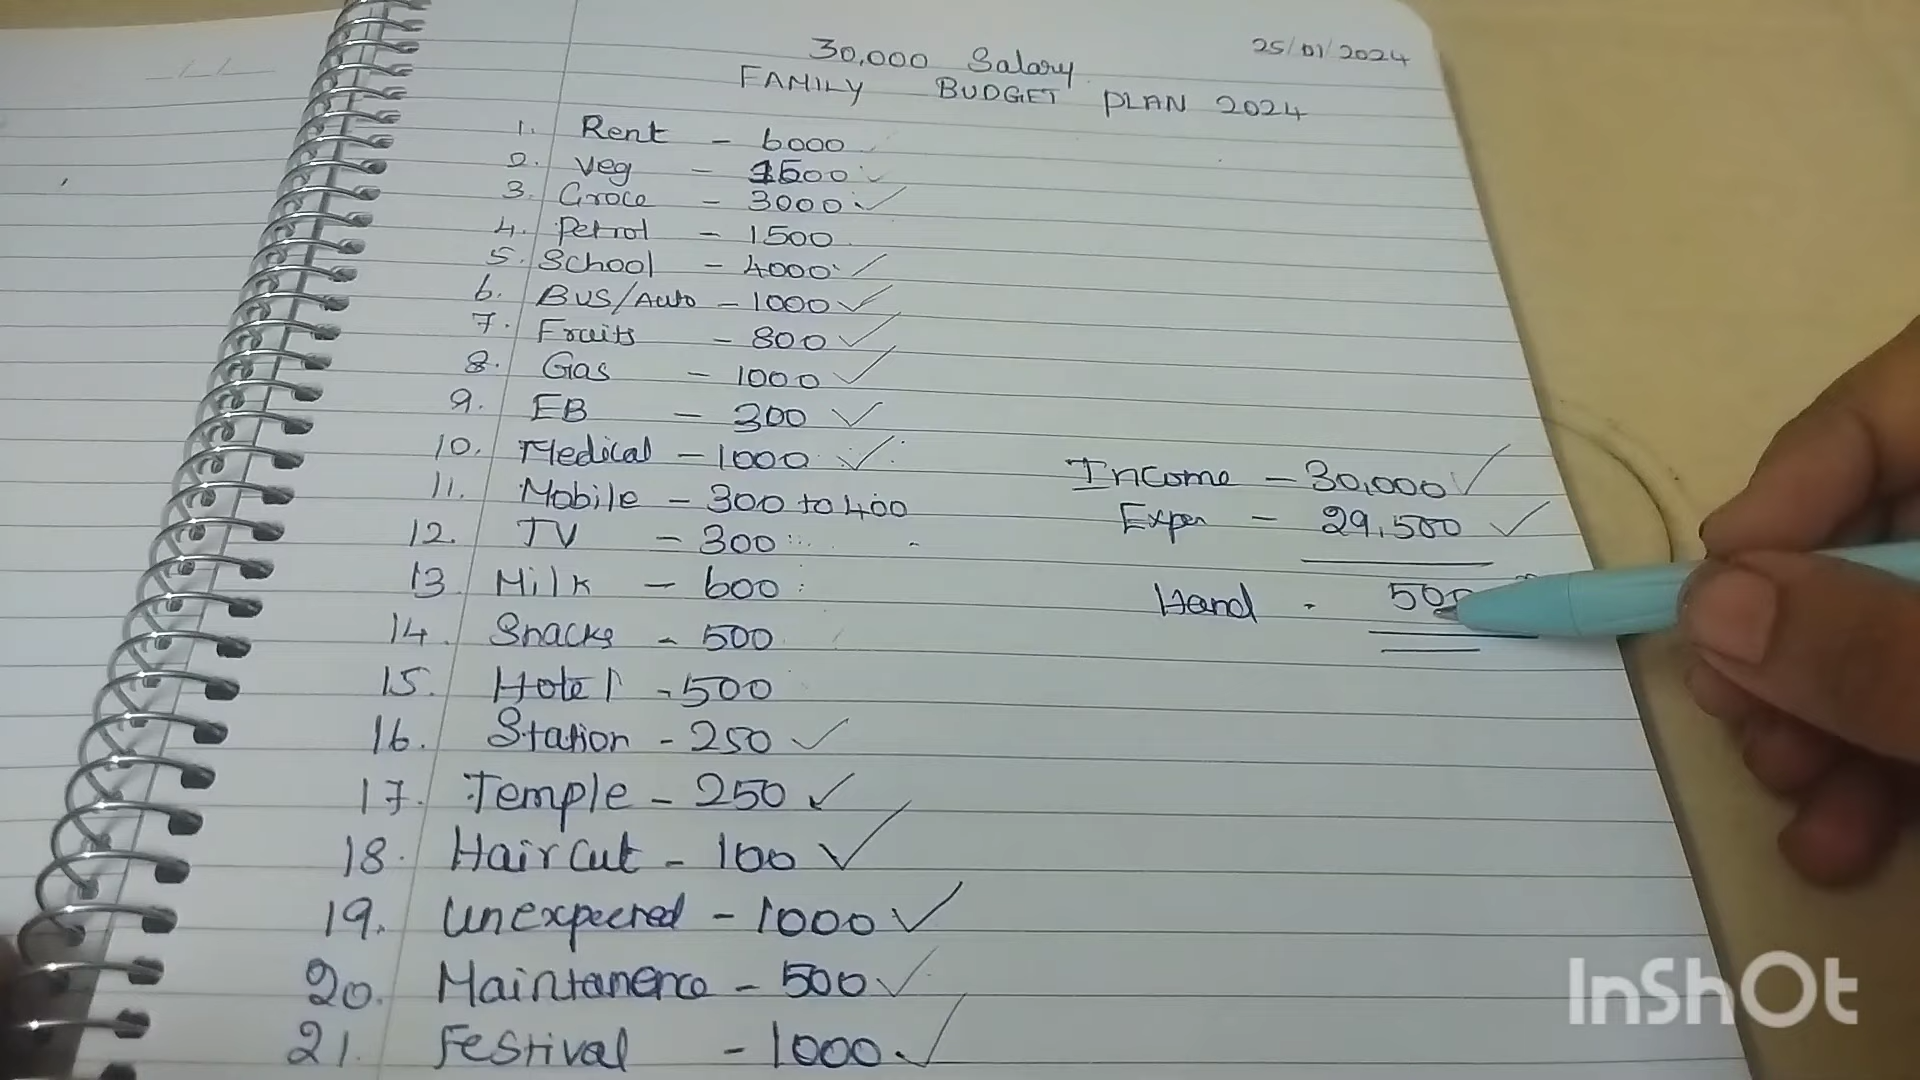 25/01/2024
30,000 Salary
FAMILY BUDGET PLAN 2024
1. Rent - 6000
2. Veg - 1500
3. Groce - 3000
4. Petrol - 1500
5. School - 4000
6. BUS/Auto - 1000
7. Fruits - 800
8. Gas - 1000
9. EB - 300
10. Medical - 1000
11. Mobile - 300 to 400
12. TV - 300
13 Milk - 600
14. Snacks - 500
15. Hotel - 500
16. Station - 250
17. Temple - 250
18. Haircut - 100
19. Unexpected - 1000
20. Maintanence - 500
21. Festival - 1000
Income - 30,000
Expen - 29,500
Hand - 500
InShOt